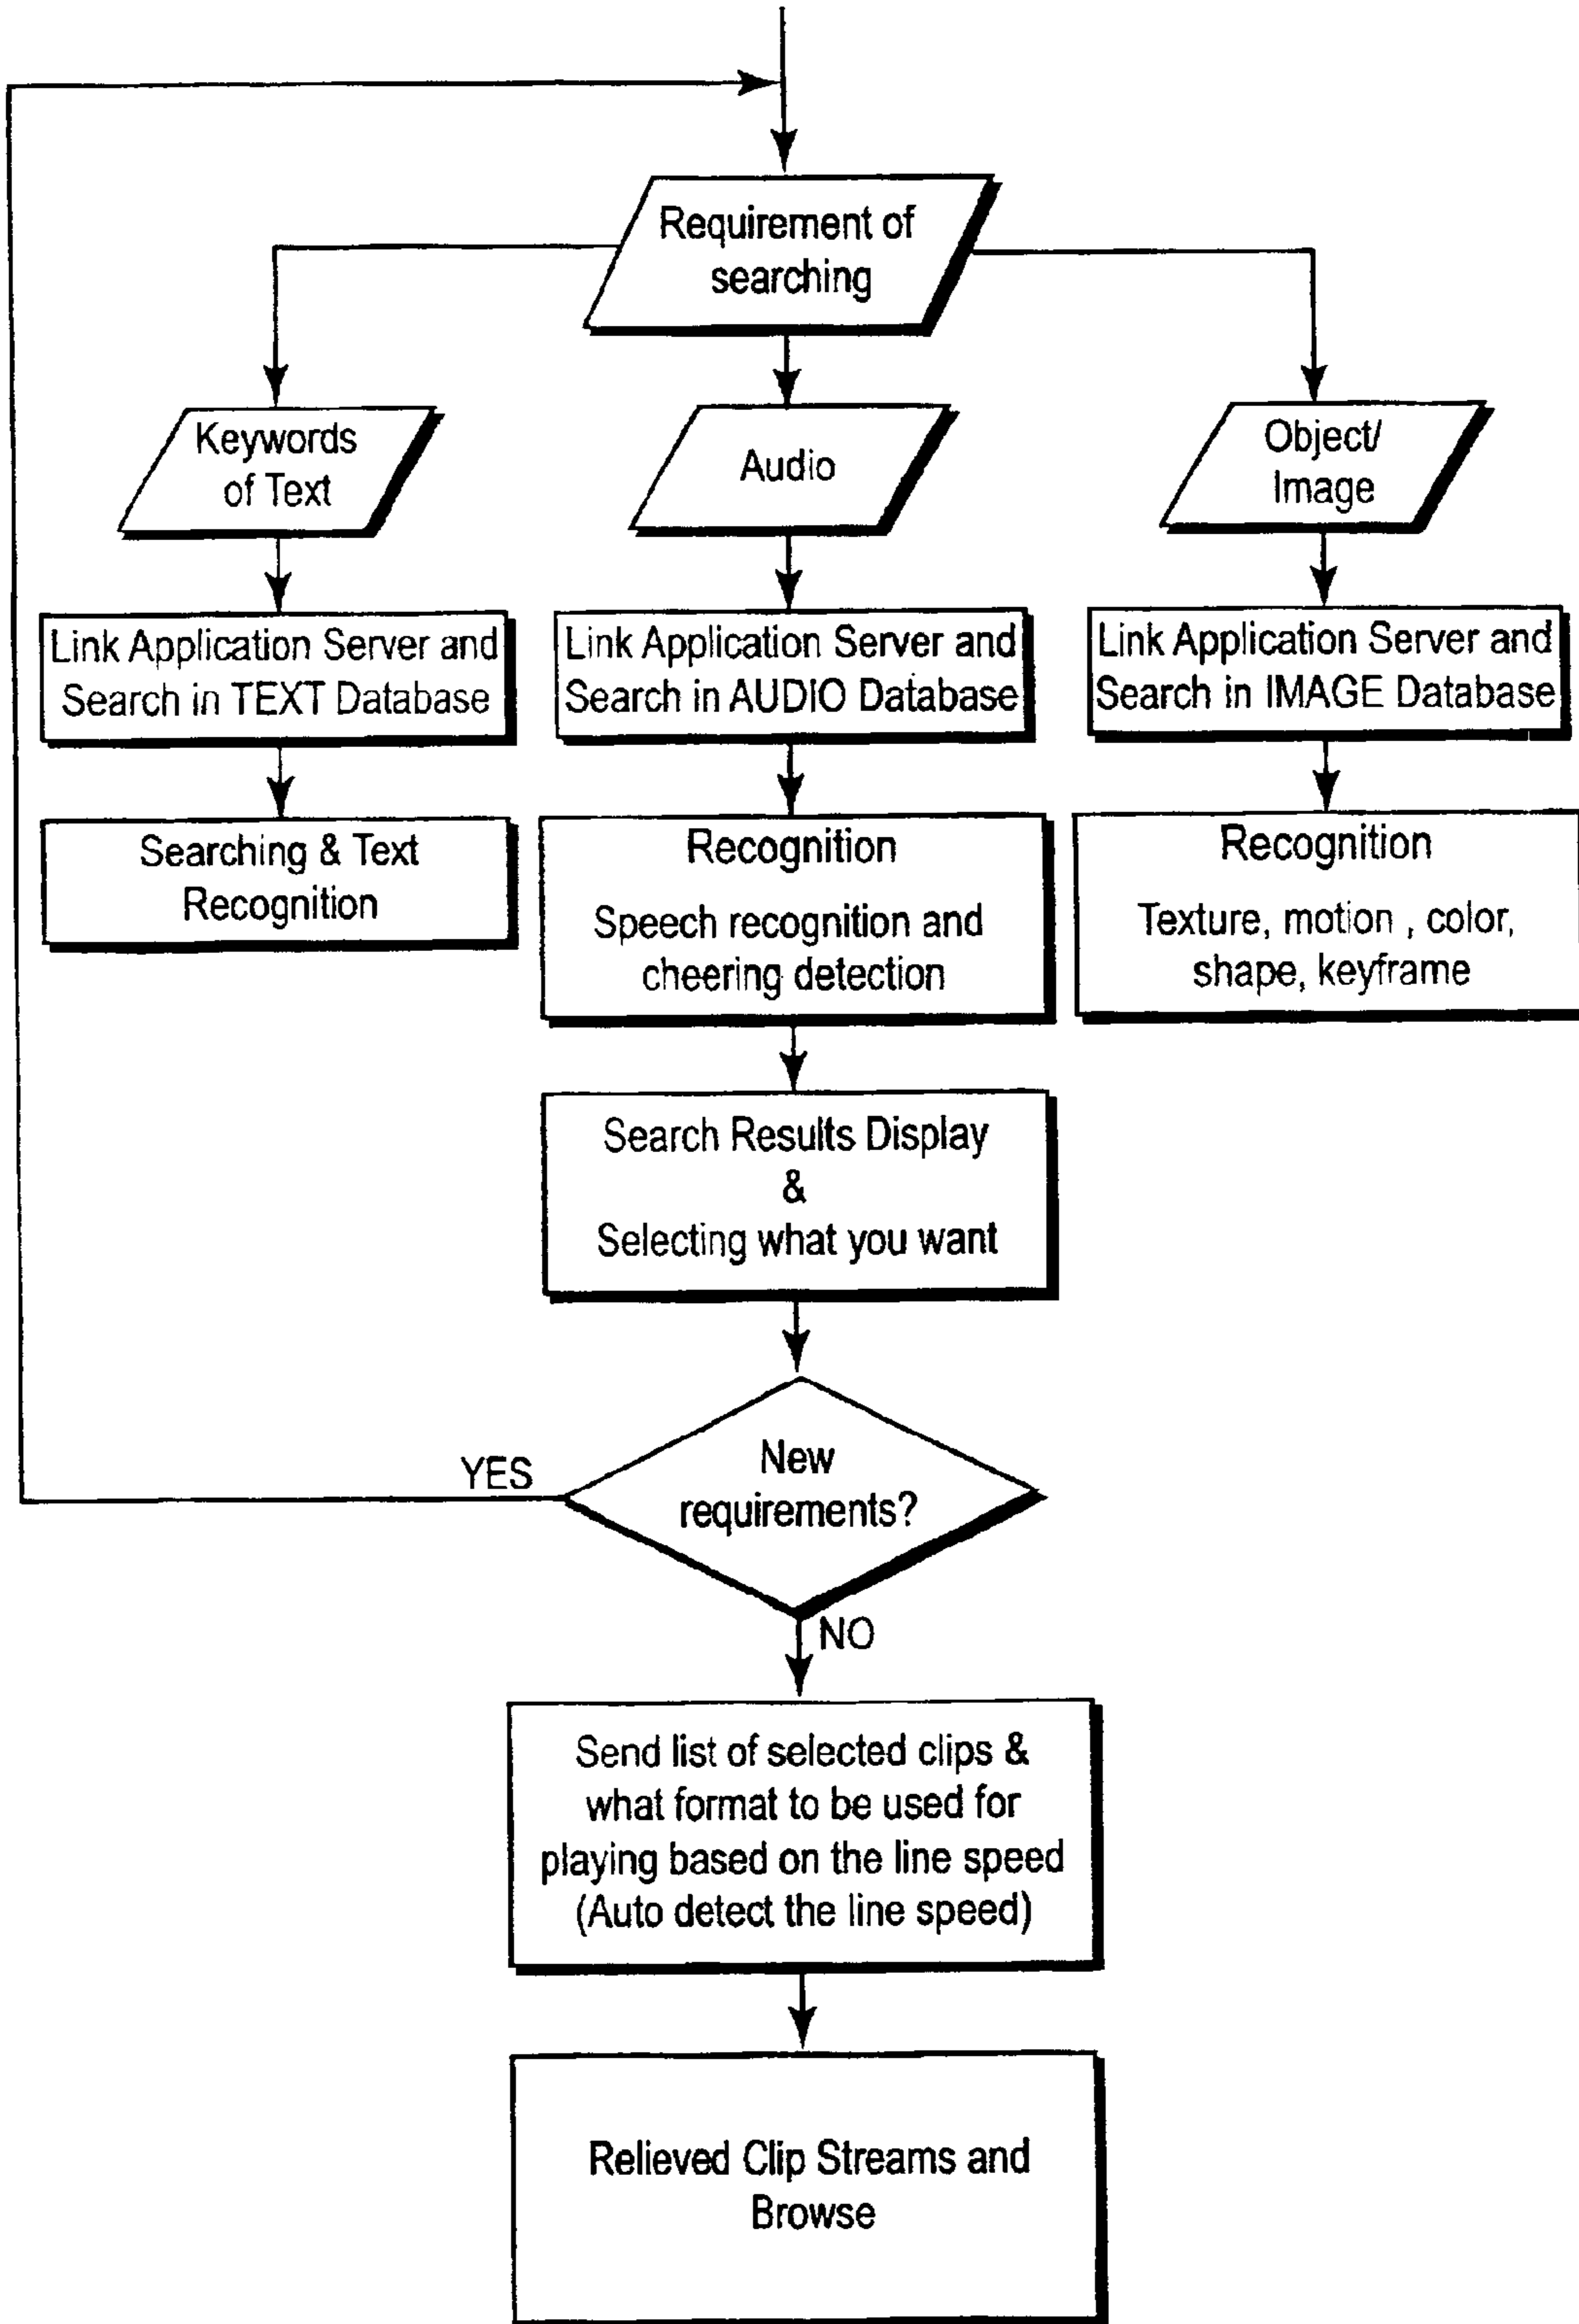 Requirement of
searching
Keywords
of Text
Audio
Object/
Image
Link Application Server and
Search in TEXT Database
Link Application Server and
Search in AUDIO Database
Link Application Server and
Search in IMAGE Database
Searching & Text
Recognition
Recognition
Speech recognition and
cheering detection
Recognition
Texture, motion , color,
shape, keyframe
Search Results Display
&
Selecting what you want
New
requirements?
YES
NO
Send list of selected clips &
what format to be used for
playing based on the line speed
(Auto detect the line speed)
Relieved Clip Streams and
Browse